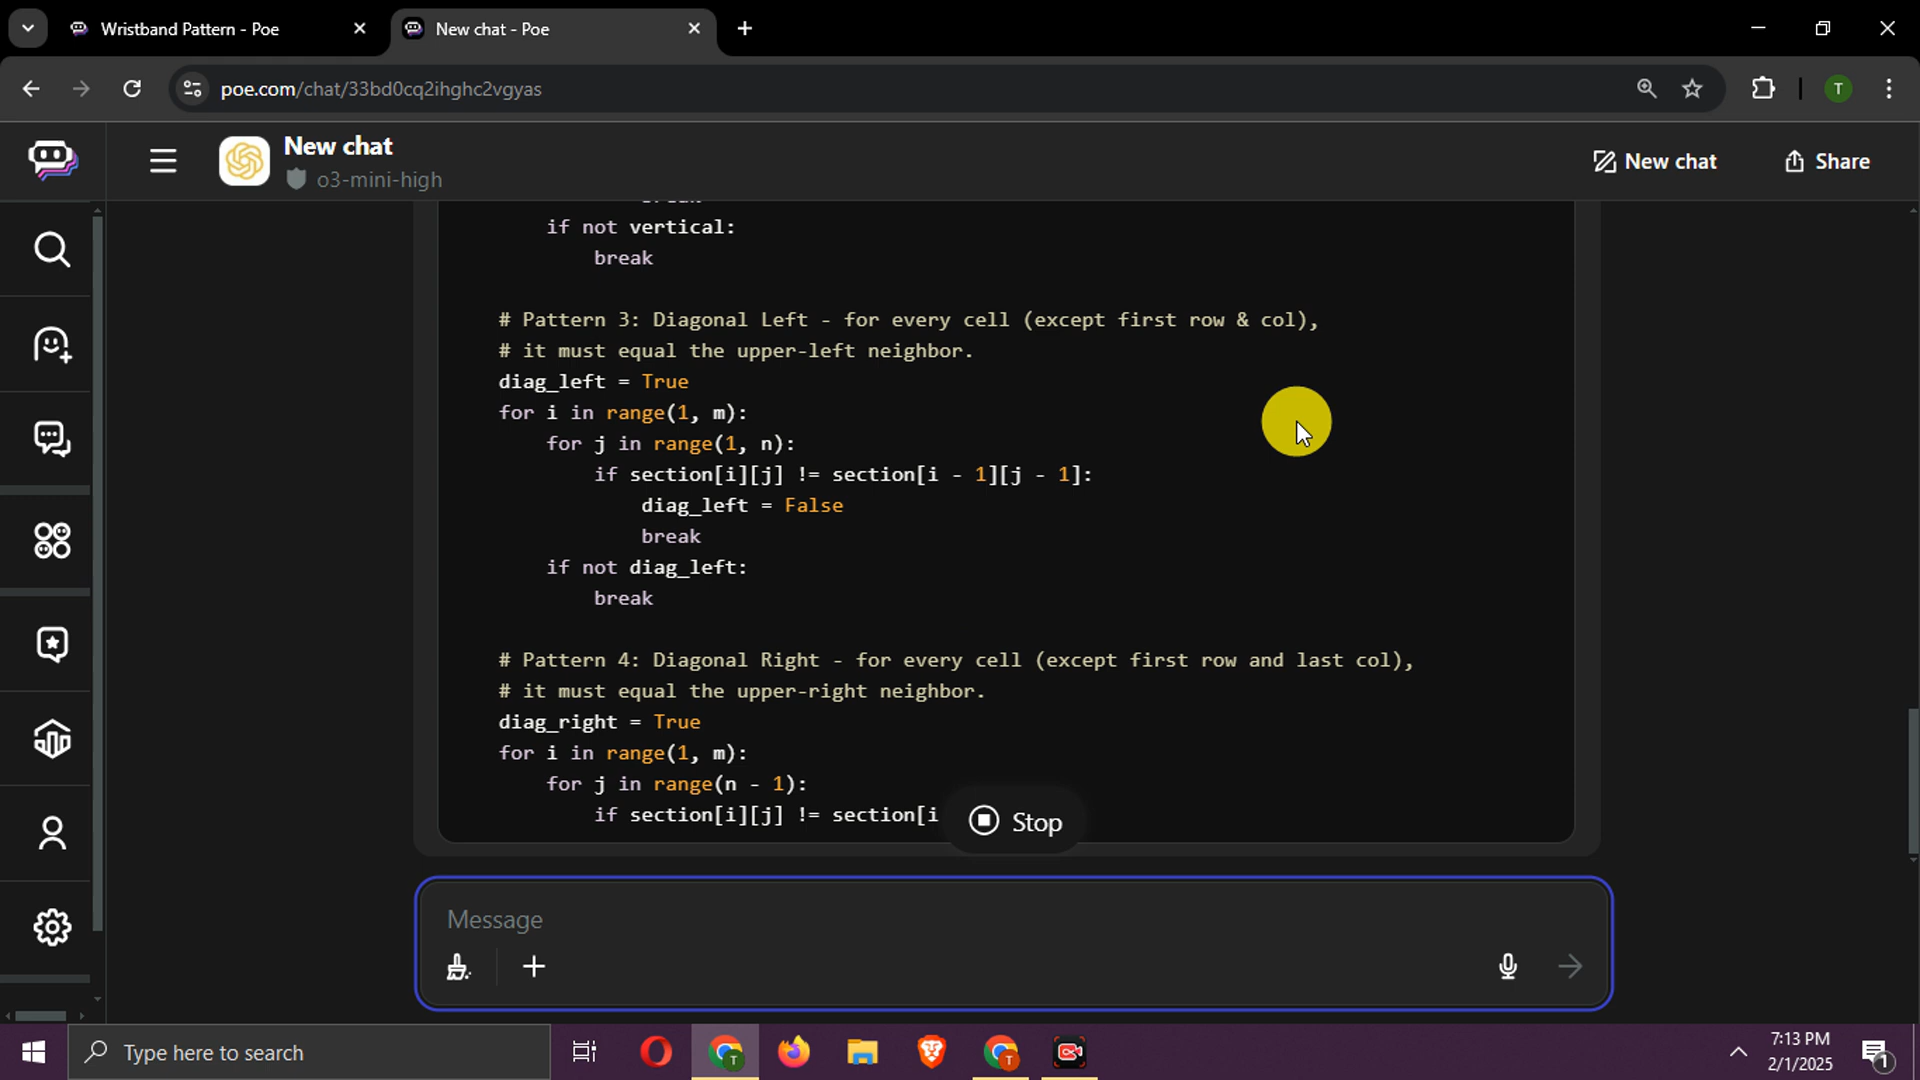 Wristband Pattern - Poe
New chat - Poe
poe.com/chat/33bd0cq2ihghc2vgyas
T
New chat
o3-mini-high
New chat
Share
if not vertical:
break
# Pattern 3: Diagonal Left - for every cell (except first row & col),
# it must equal the upper-left neighbor.
diag_left = True
for i in range(1, m):
for j in range(1, n):
if section[i][j] != section[i - 1][j - 1]:
diag_left = False
break
if not diag_left:
break
# Pattern 4: Diagonal Right - for every cell (except first row and last col),
# it must equal the upper-right neighbor.
diag_right = True
for i in range(1, m):
for j in range(n - 1):
if section[i][j] != section[i
Stop
Message
Type here to search
T
T
7:13 PM
2/1/2025
1